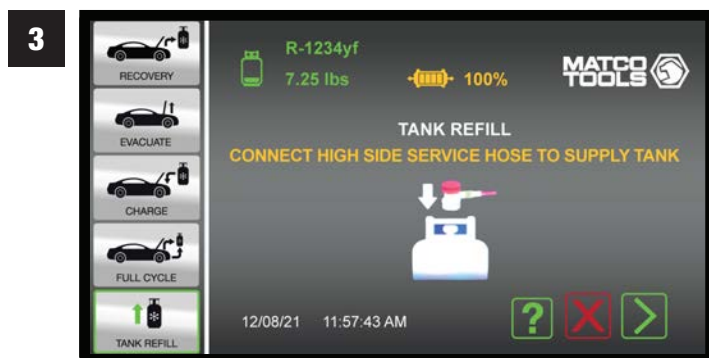 3
RECOVERY
EVACUATE
CHARGE
FULL CYCLE
TANK REFILL
R-1234yf
7.25 lbs
100%
MATCO
TOOLS
TANK REFILL
CONNECT HIGH SIDE SERVICE HOSE TO SUPPLY TANK
12/08/21 11:57:43 AM
?